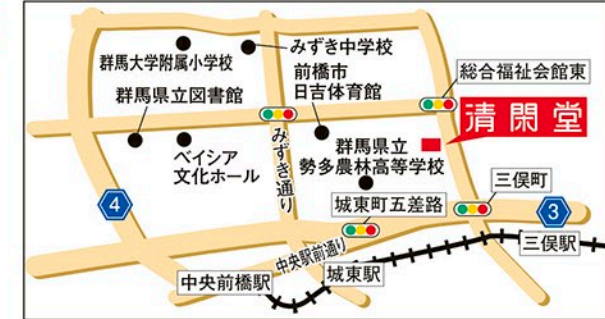 みずき中学校
群馬大学附属小学校
前橋市
日吉体育館
総合福祉会館東
群馬県立図書館
清閑堂
ベイシア
文化ホール
みずき通り
群馬県立
勢多農林高等学校
三俣町
4
城東町五差路
3
中央駅前通り
三俣駅
中央前橋駅
城東駅